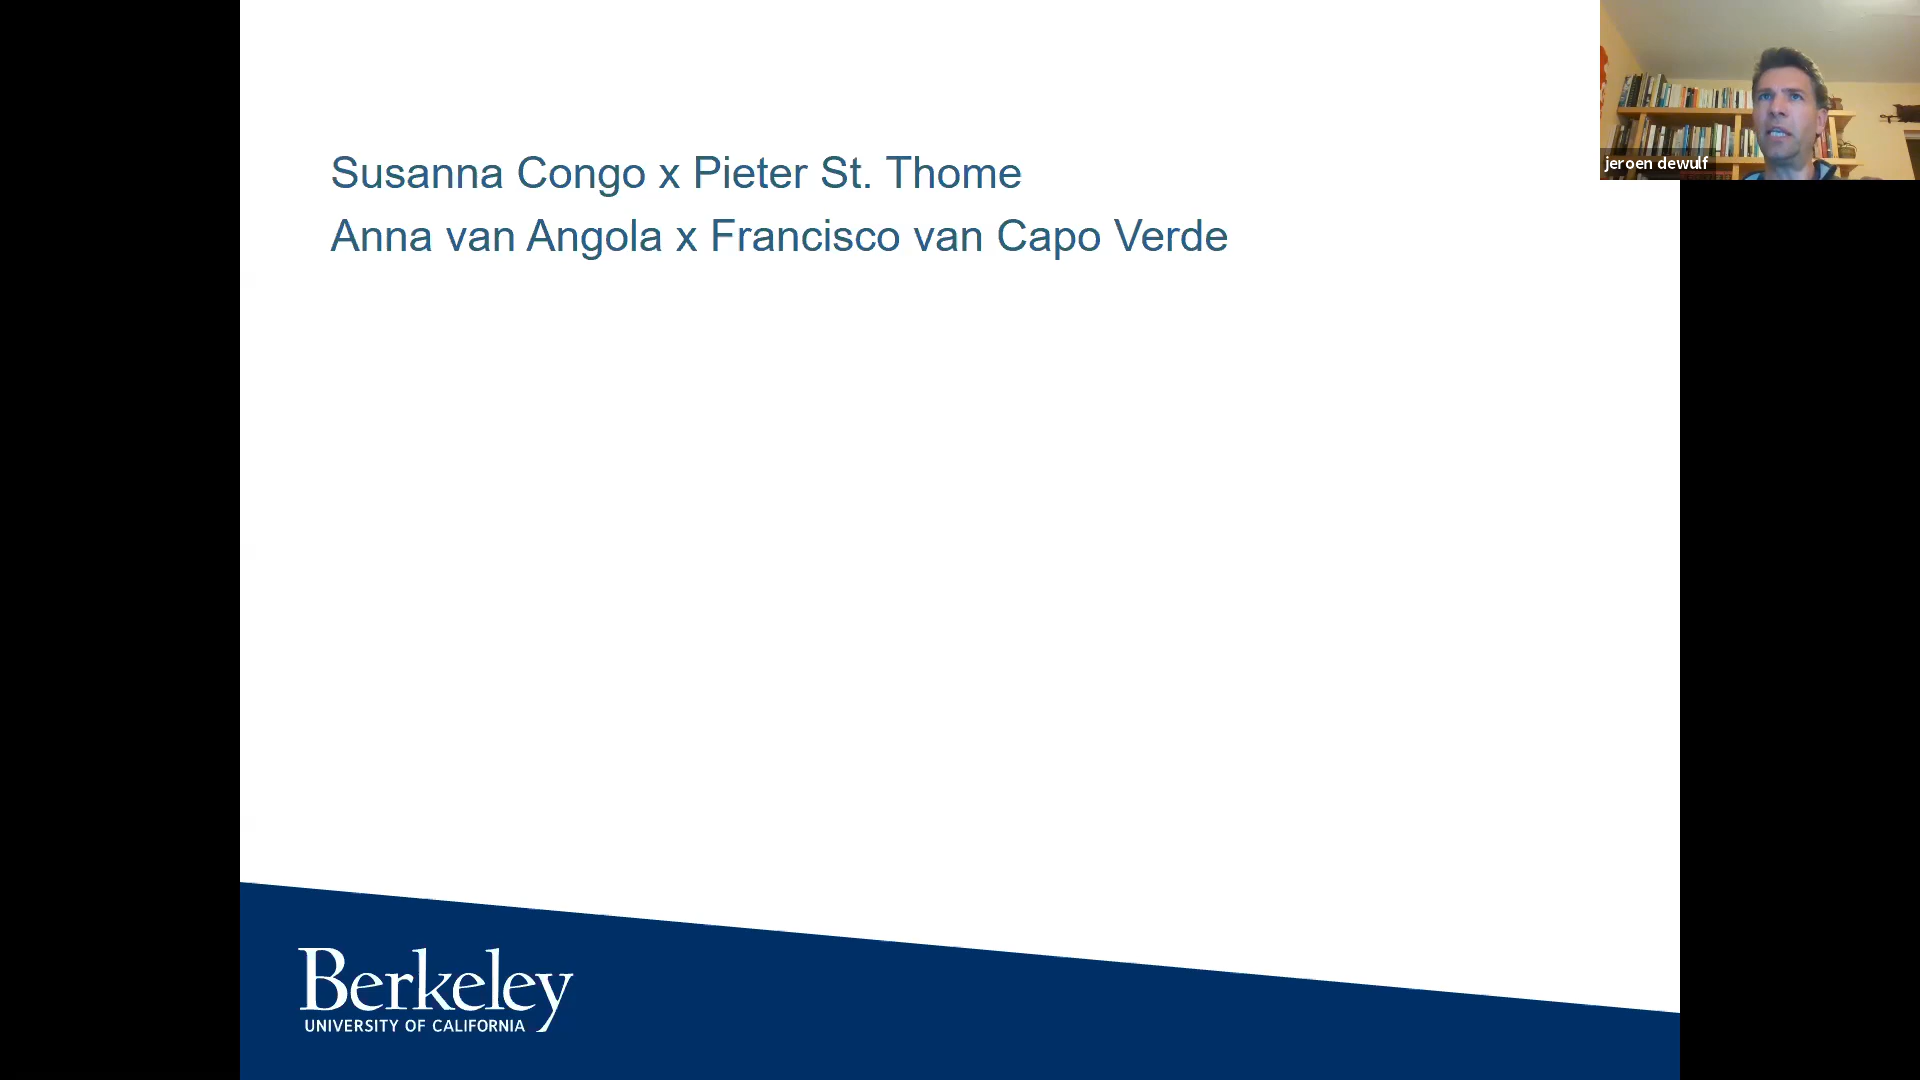 Susanna Congo x Pieter St. Thome
Anna van Angola x Francisco van Capo Verde
jeroen dewulf
Berkeley
UNIVERSITY OF CALIFORNIA